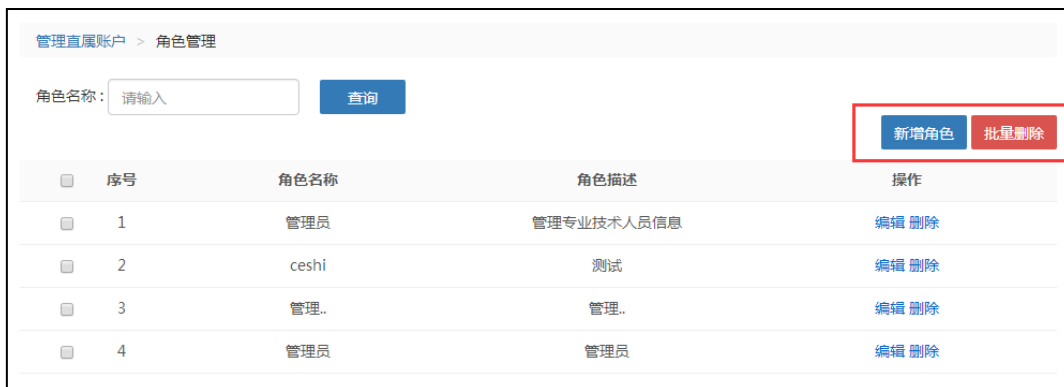 管理直属账户 > 角色管理
角色名称： 请输入 查询
新增角色 批量删除
序号 角色名称 角色描述 操作
1 管理员 管理专业技术人员信息 编辑 删除
2 ceshi 测试 编辑 删除
3 管理.. 管理.. 编辑 删除
4 管理员 管理员 编辑 删除